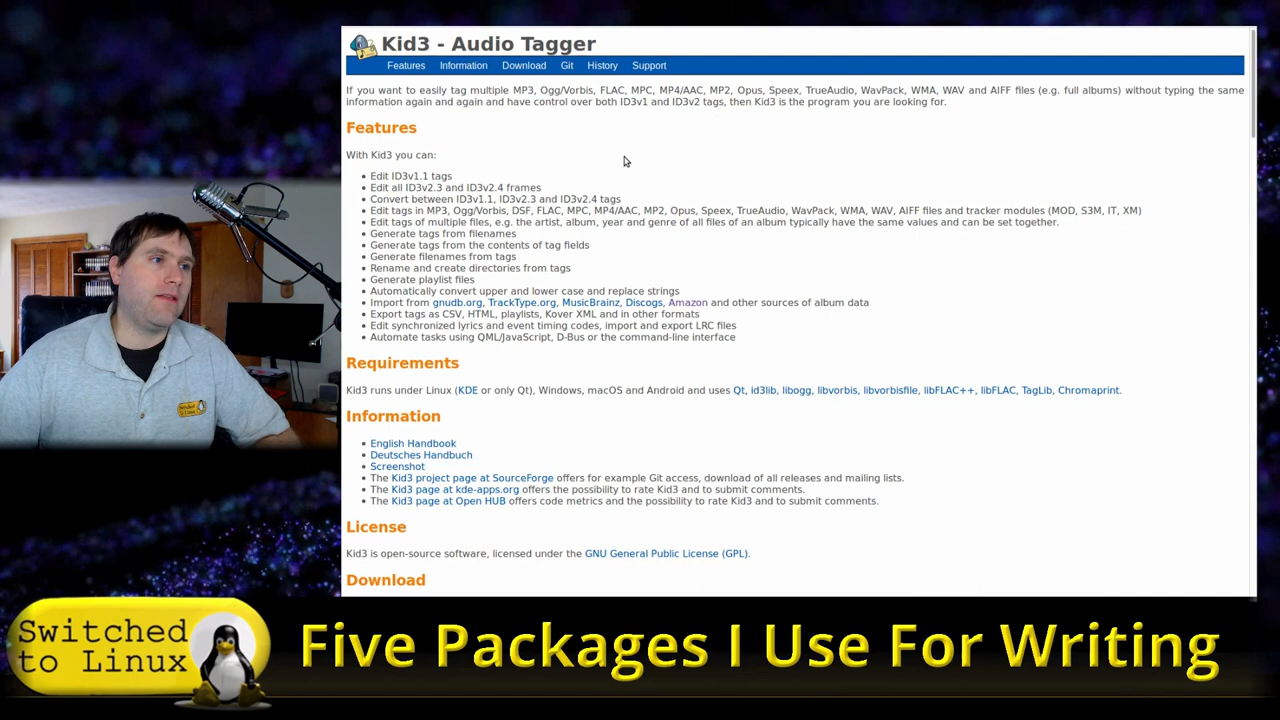 Kid3 - Audio Tagger
Features Information Download Git History Support
If you want to easily tag multiple MP3, Ogg/Vorbis, FLAC, MPC, MP4/AAC, MP2, Opus, Speex, TrueAudio, WavPack, WMA, WAV and AIFF files (e.g. full albums) without typing the same
information again and again and have control over both ID3v1 and ID3v2 tags, then Kid3 is the program you are looking for.
Features
With Kid3 you can:
• Edit ID3v1.1 tags
• Edit all ID3v2.3 and ID3v2.4 frames
• Convert between ID3v1.1, ID3v2.3 and ID3v2.4 tags
• Edit tags in MP3, Ogg/Vorbis, DSF, FLAC, MPC, MP4/AAC, MP2, Opus, Speex, TrueAudio, WavPack, WMA, WAV, AIFF files and tracker modules (MOD, S3M, IT, XM)
• Edit tags of multiple files, e.g. the artist, album, year and genre of all files of an album typically have the same values and can be set together.
• Generate tags from filenames
• Generate tags from the contents of tag fields
• Generate filenames from tags
• Rename and create directories from tags
• Generate playlist files
• Automatically convert upper and lower case and replace strings
• Import from gnudb.org, TrackType.org, MusicBrainz, Discogs, Amazon and other sources of album data
• Export tags as CSV, HTML, playlists, Kover XML and in other formats
• Edit synchronized lyrics and event timing codes, import and export LRC files
• Automate tasks using QML/JavaScript, D-Bus or the command-line interface
Requirements
Kid3 runs under Linux (KDE or only Qt), Windows, macOS and Android and uses Qt, id3lib, libogg, libvorbis, libvorbisfile, libFLAC++, libFLAC, TagLib, Chromaprint.
Information
• English Handbook
• Deutsches Handbuch
• Screenshot
• The Kid3 project page at SourceForge offers for example Git access, download of all releases and mailing lists.
• The Kid3 page at kde-apps.org offers the possibility to rate Kid3 and to submit comments.
• The Kid3 page at Open HUB offers code metrics and the possibility to rate Kid3 and to submit comments.
License
Kid3 is open-source software, licensed under the GNU General Public License (GPL).
Download
Switched
to Linux
Five Packages I Use For Writing